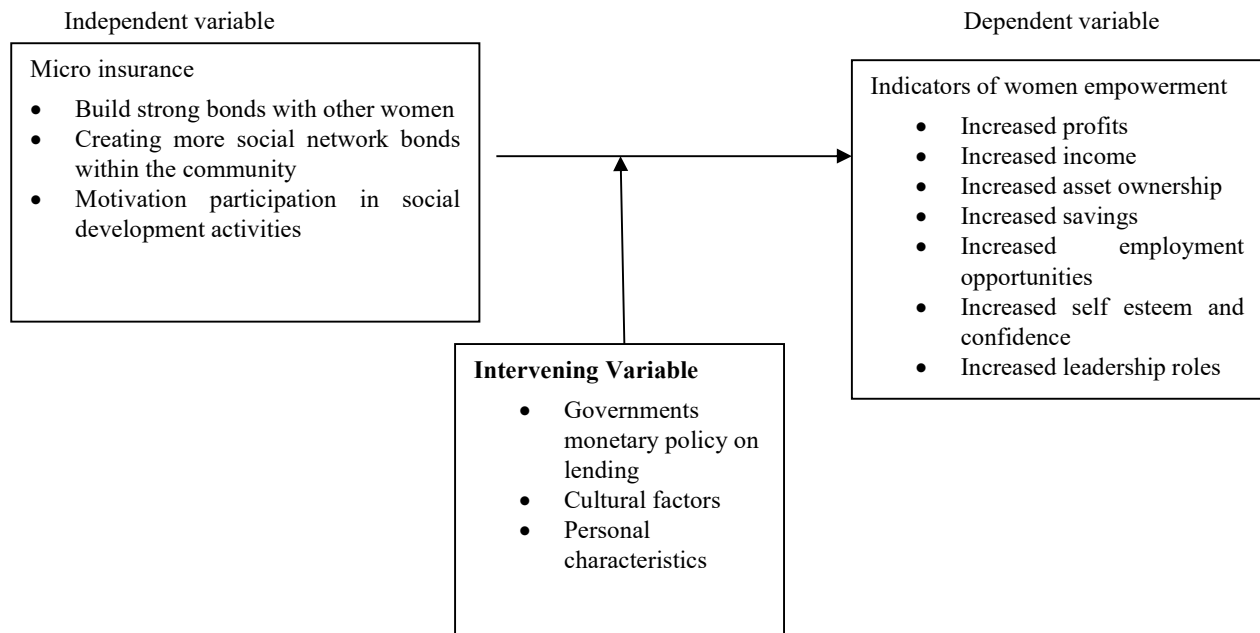 Independent variable
Dependent variable
Micro insurance
• Build strong bonds with other women
• Creating more social network bonds
within the community
• Motivation participation in social
development activities
Indicators of women empowerment
• Increased profits
• Increased income
• Increased asset ownership
• Increased savings
• Increased employment
opportunities
• Increased self esteem and
confidence
• Increased leadership roles
Intervening Variable
• Governments
monetary policy on
lending
• Cultural factors
• Personal
characteristics